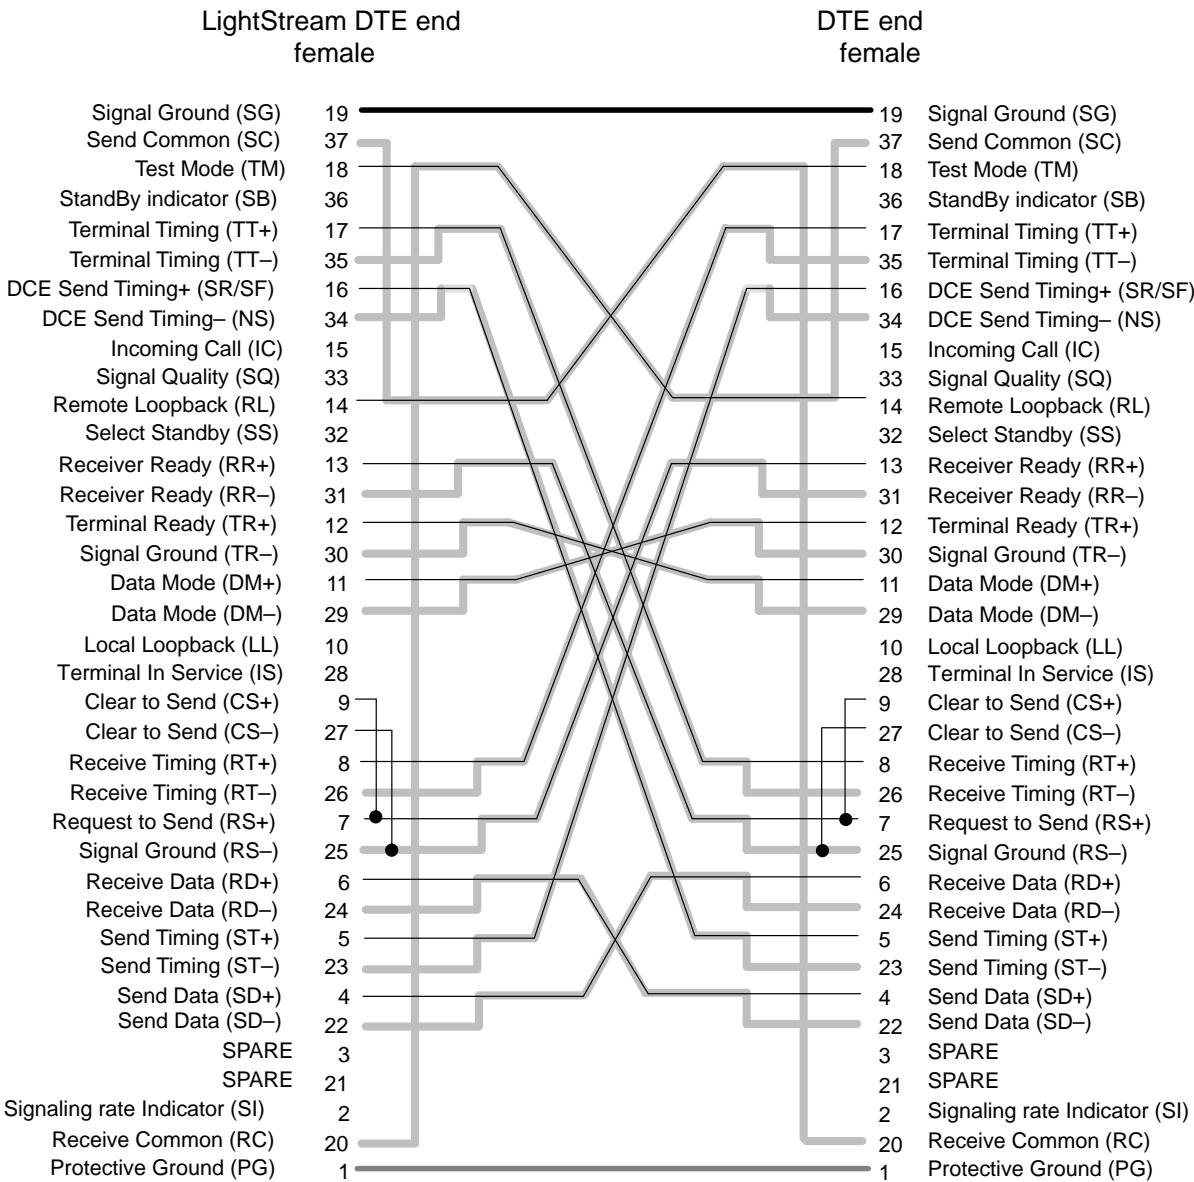 LightStream DTE end female
DTE end female
Signal Ground (SG) 19 19 Signal Ground (SG)
Send Common (SC) 37 37 Send Common (SC)
Test Mode (TM) 18 18 Test Mode (TM)
StandBy indicator (SB) 36 36 StandBy indicator (SB)
Terminal Timing (TT+) 17 17 Terminal Timing (TT+)
Terminal Timing (TT–) 35 35 Terminal Timing (TT–)
DCE Send Timing+ (SR/SF) 16 16 DCE Send Timing+ (SR/SF)
DCE Send Timing– (NS) 34 34 DCE Send Timing– (NS)
Incoming Call (IC) 15 15 Incoming Call (IC)
Signal Quality (SQ) 33 33 Signal Quality (SQ)
Remote Loopback (RL) 14 14 Remote Loopback (RL)
Select Standby (SS) 32 32 Select Standby (SS)
Receiver Ready (RR+) 13 13 Receiver Ready (RR+)
Receiver Ready (RR–) 31 31 Receiver Ready (RR–)
Terminal Ready (TR+) 12 12 Terminal Ready (TR+)
Signal Ground (TR–) 30 30 Signal Ground (TR–)
Data Mode (DM+) 11 11 Data Mode (DM+)
Data Mode (DM–) 29 29 Data Mode (DM–)
Local Loopback (LL) 10 10 Local Loopback (LL)
Terminal In Service (IS) 28 28 Terminal In Service (IS)
Clear to Send (CS+) 9 9 Clear to Send (CS+)
Clear to Send (CS–) 27 27 Clear to Send (CS–)
Receive Timing (RT+) 8 8 Receive Timing (RT+)
Receive Timing (RT–) 26 26 Receive Timing (RT–)
Request to Send (RS+) 7 7 Request to Send (RS+)
Signal Ground (RS–) 25 25 Signal Ground (RS–)
Receive Data (RD+) 6 6 Receive Data (RD+)
Receive Data (RD–) 24 24 Receive Data (RD–)
Send Timing (ST+) 5 5 Send Timing (ST+)
Send Timing (ST–) 23 23 Send Timing (ST–)
Send Data (SD+) 4 4 Send Data (SD+)
Send Data (SD–) 22 22 Send Data (SD–)
SPARE 3 3 SPARE
SPARE 21 21 SPARE
Signaling rate Indicator (SI) 2 2 Signaling rate Indicator (SI)
Receive Common (RC) 20 20 Receive Common (RC)
Protective Ground (PG) 1 1 Protective Ground (PG)